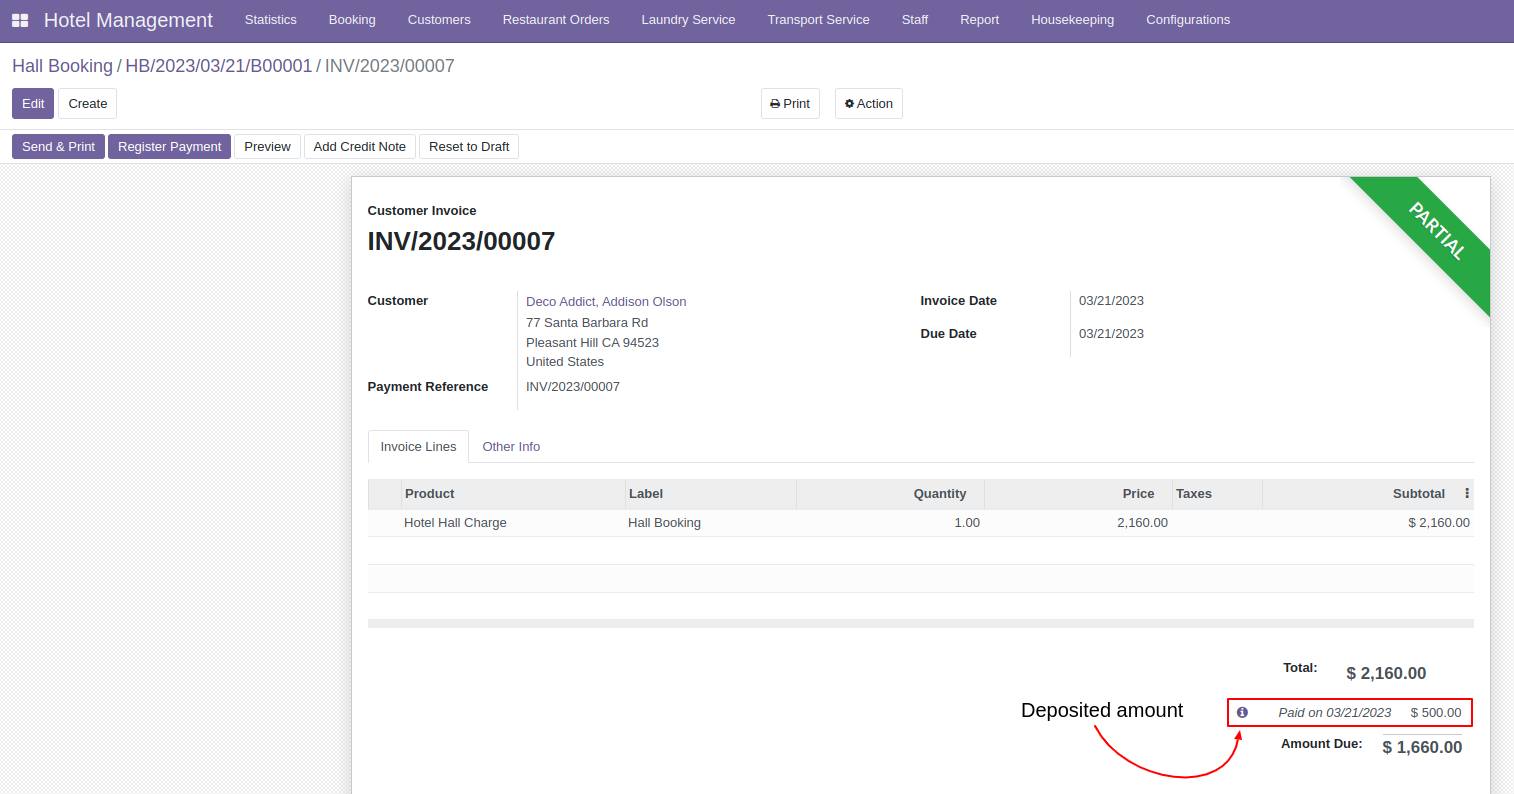 Hotel Management Statistics Booking Customers Restaurant Orders Laundry Service Transport Service Staff Report Housekeeping Configurations
Hall Booking / HB/2023/03/21/B00001 / INV/2023/00007
Edit Create Print Action
Send & Print Register Payment Preview Add Credit Note Reset to Draft
PARTIAL
Customer Invoice
INV/2023/00007
Customer Deco Addict, Addison Olson Invoice Date 03/21/2023
77 Santa Barbara Rd
Due Date 03/21/2023
Pleasant Hill CA 94523
United States
Payment Reference INV/2023/00007
Invoice Lines Other Info
Product Label Quantity Price Taxes Subtotal
Hotel Hall Charge Hall Booking 1.00 2,160.00 $ 2,160.00
Total: $ 2,160.00
Deposited amount Paid on 03/21/2023 $ 500.00
Amount Due: $ 1,660.00